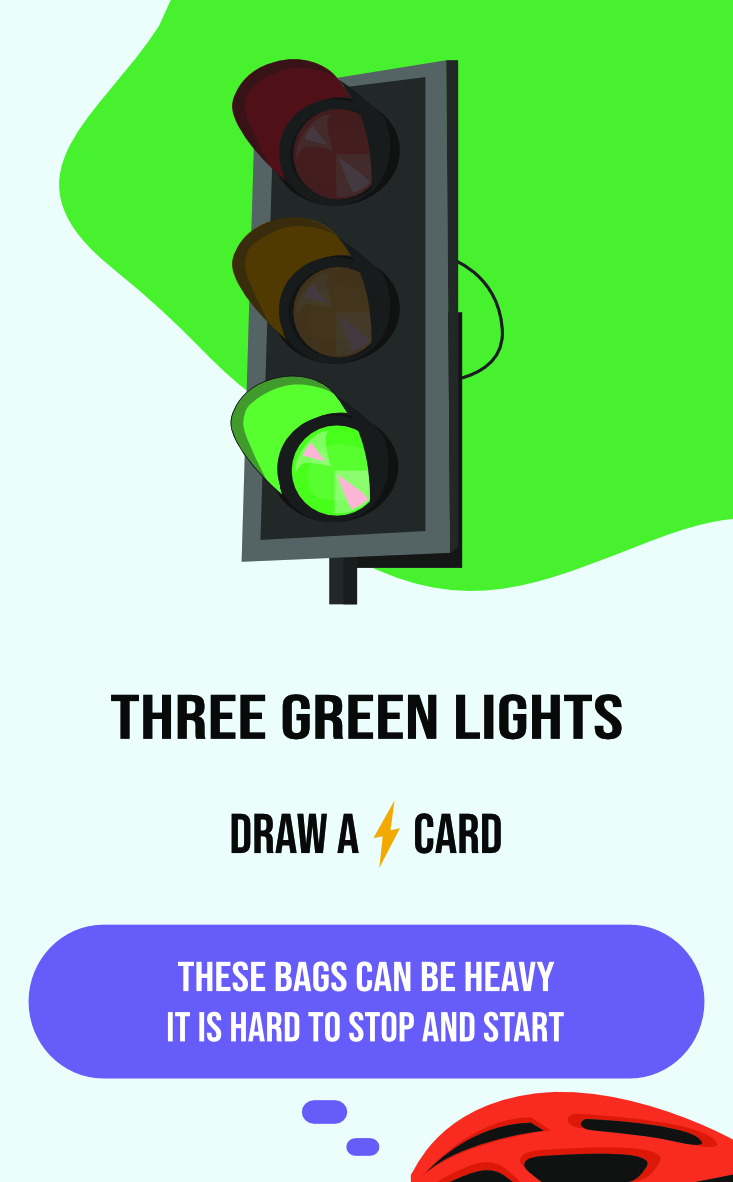 THREE GREEN LIGHTS
DRAW A CARD
THESE BAGS CAN BE HEAVY
IT IS HARD TO STOP AND START